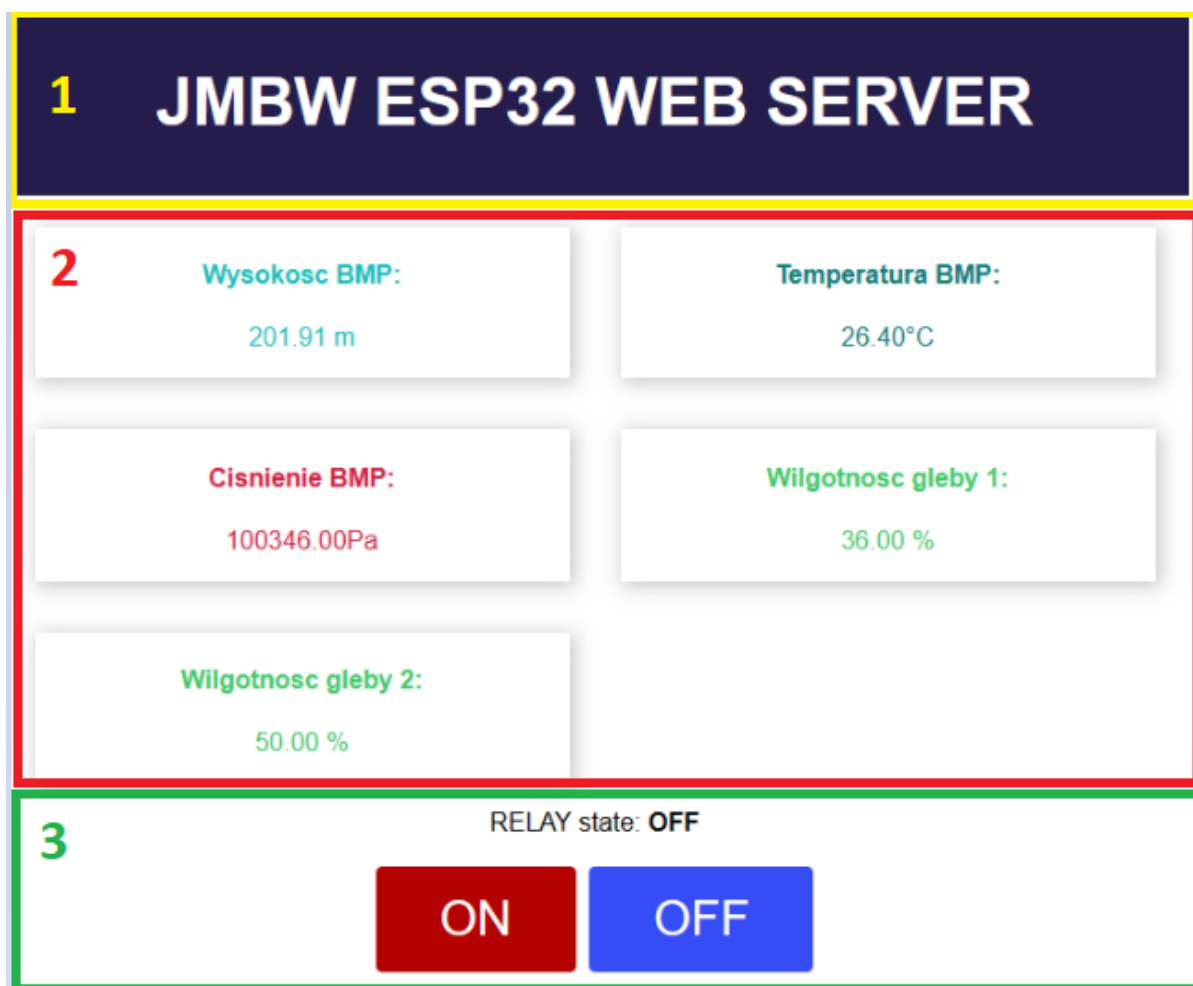 1
JMBW ESP32 WEB SERVER
2
Wysokosc BMP:
201.91 m
Temperatura BMP:
26.40°C
Cisnienie BMP:
100346.00Pa
Wilgotnosc gleby 1:
36.00 %
Wilgotnosc gleby 2:
50.00 %
3
RELAY state: OFF
ON
OFF